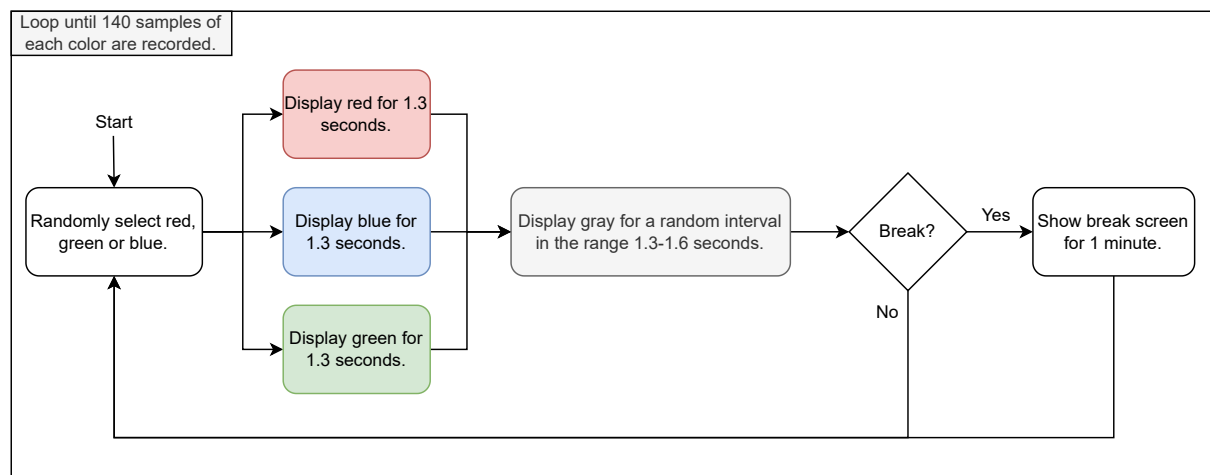 Loop until 140 samples of
each color are recorded.
Start
Randomly select red,
green or blue.
Display red for 1.3
seconds.
Display blue for
1.3 seconds.
Display green for
1.3 seconds.
Display gray for a random interval
in the range 1.3-1.6 seconds.
Break?
Yes
No
Show break screen
for 1 minute.